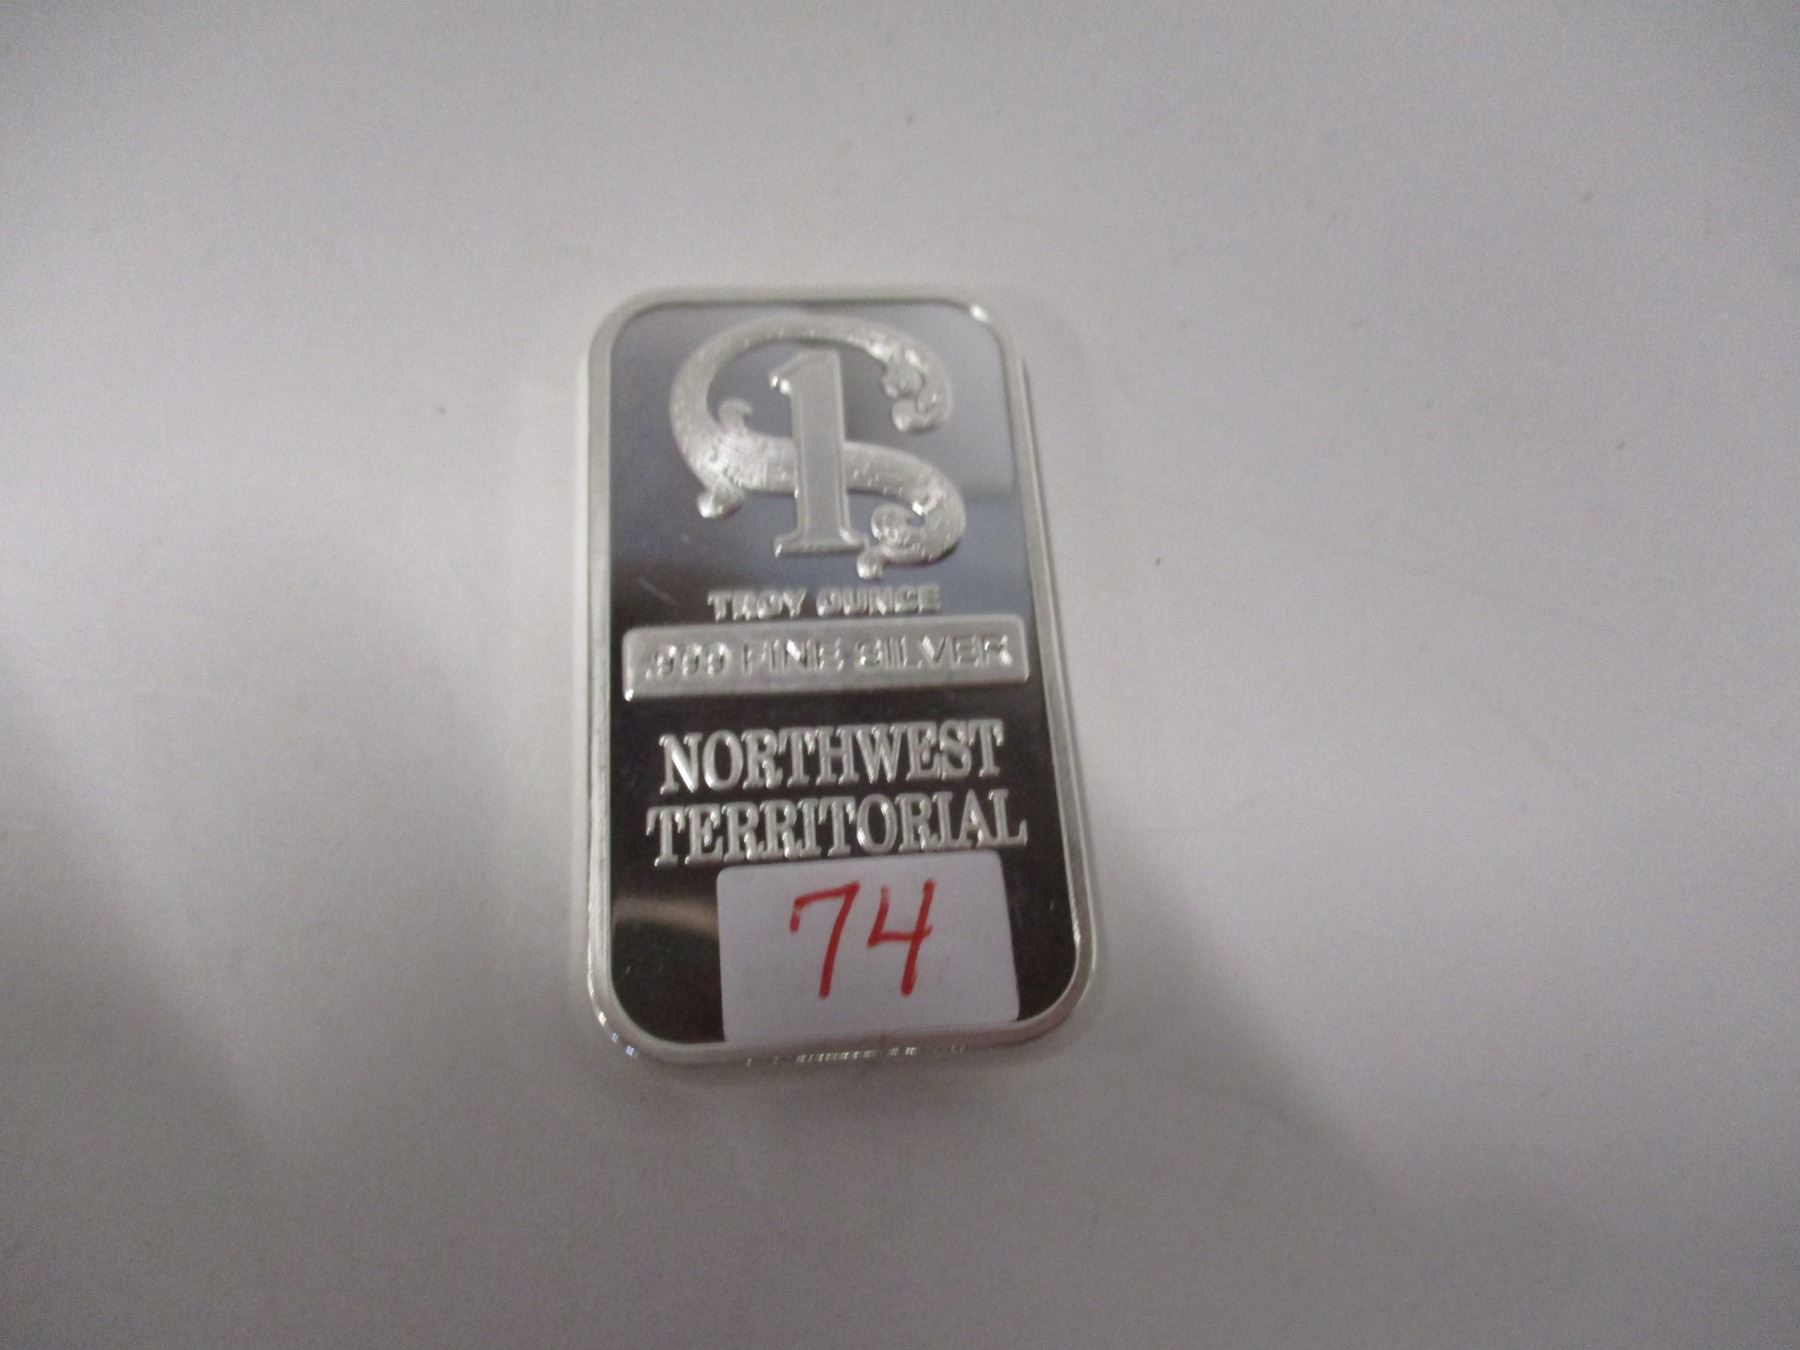 1
TROY OUNCE
.999 FINE SILVER
NORTHWEST
TERRITORIAL
74